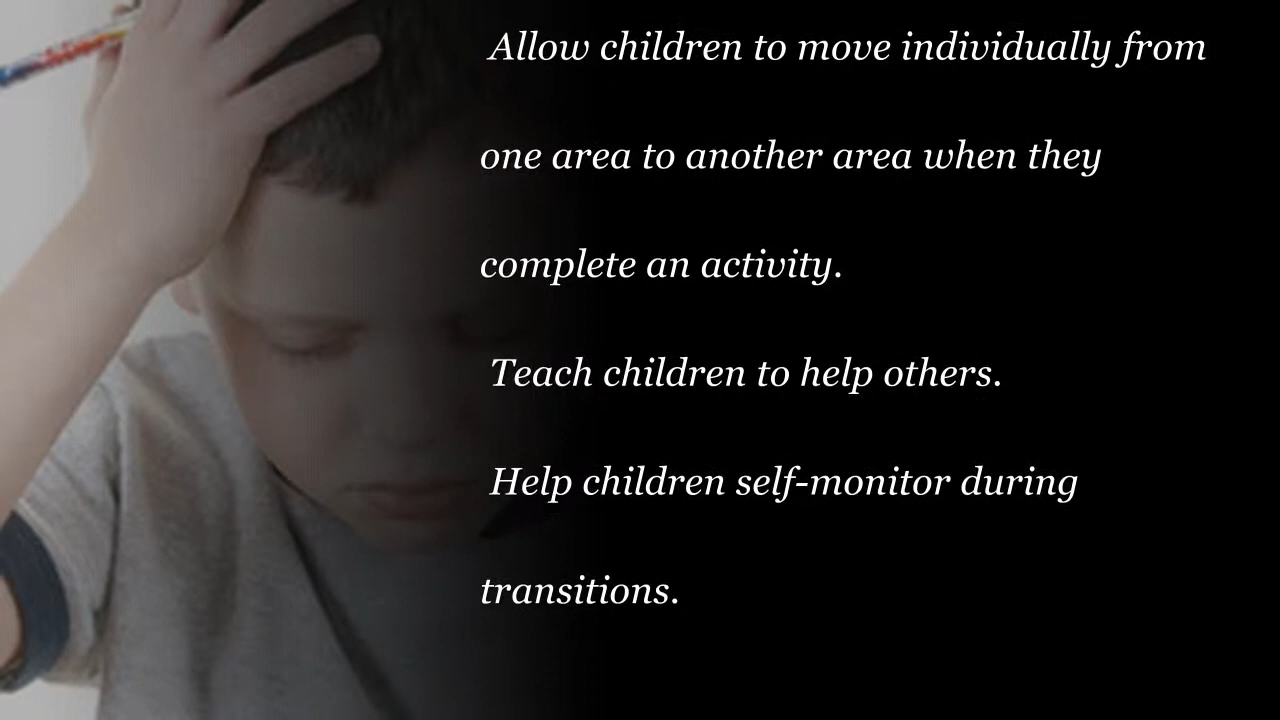 Allow children to move individually from
one area to another area when they
complete an activity.
Teach children to help others.
Help children self-monitor during
transitions.